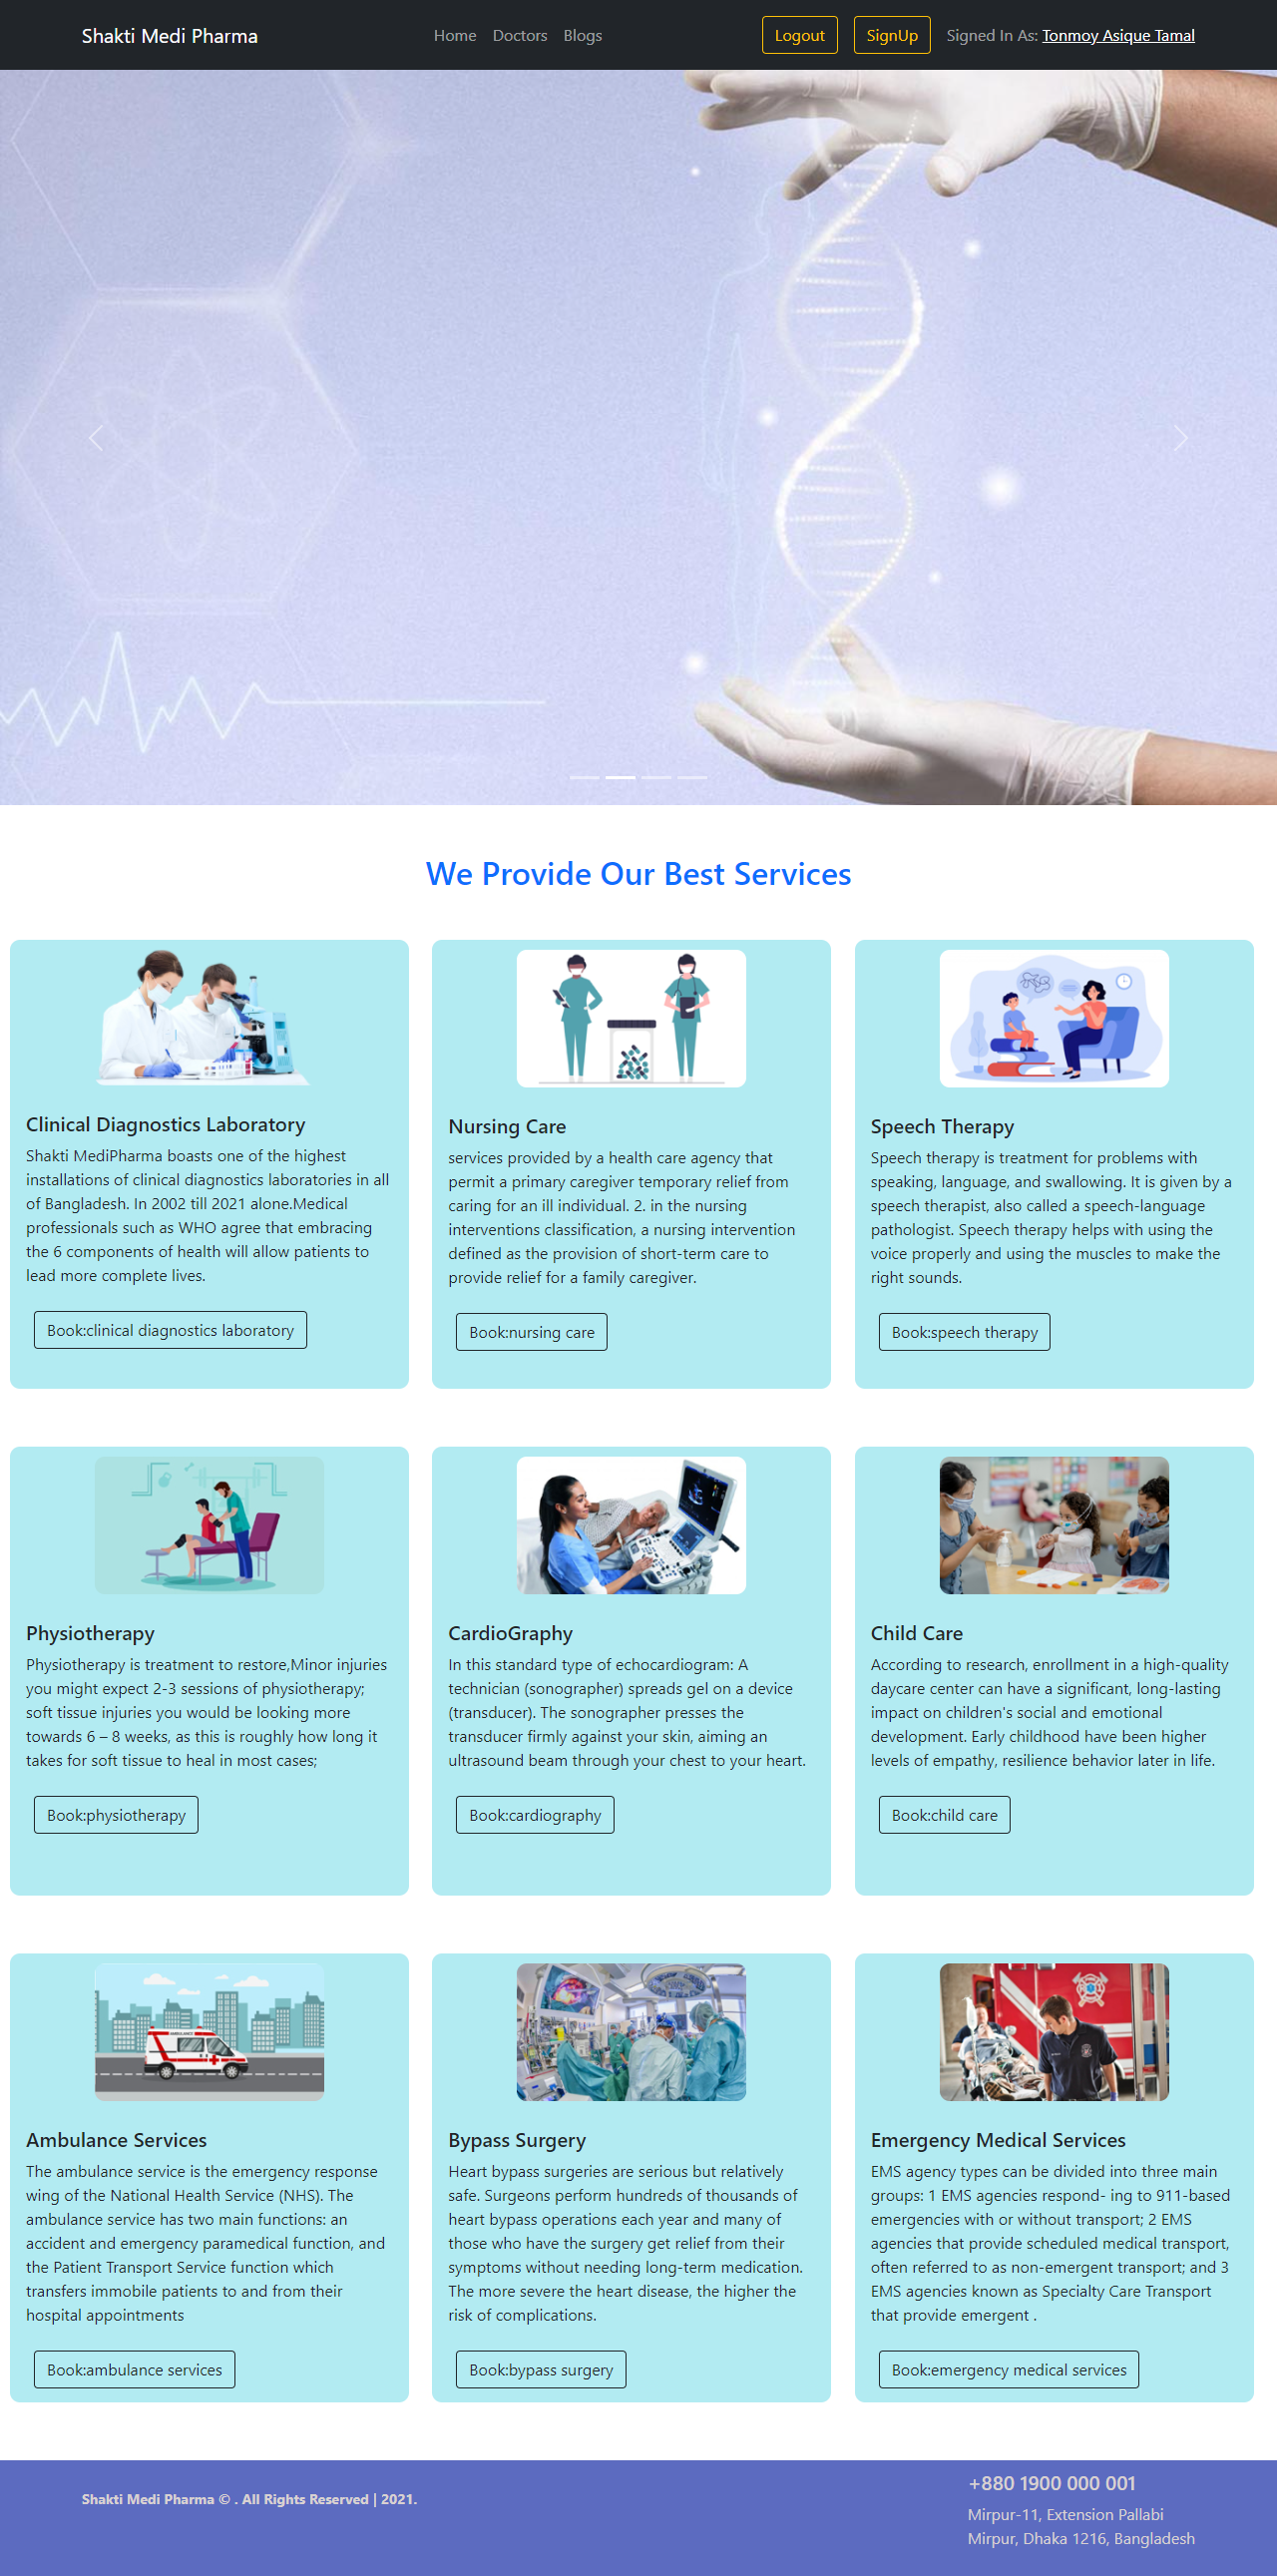 Shakti Medi Pharma
Home Doctors Blogs
Logout SignUp Signed In As: Tonmoy Asique Tamal
We Provide Our Best Services
Clinical Diagnostics Laboratory
Shakti MediPharma boasts one of the highest
installations of clinical diagnostics laboratories in all
of Bangladesh. In 2002 till 2021 alone.Medical
professionals such as WHO agree that embracing
the 6 components of health will allow patients to
lead more complete lives.
Book:clinical diagnostics laboratory
Nursing Care
services provided by a health care agency that
permit a primary caregiver temporary relief from
caring for an ill individual. 2. in the nursing
interventions classification, a nursing intervention
defined as the provision of short-term care to
provide relief for a family caregiver.
Book:nursing care
Speech Therapy
Speech therapy is treatment for problems with
speaking, language, and swallowing. It is given by a
speech therapist, also called a speech-language
pathologist. Speech therapy helps with using the
voice properly and using the muscles to make the
right sounds.
Book:speech therapy
Physiotherapy
Physiotherapy is treatment to restore,Minor injuries
you might expect 2-3 sessions of physiotherapy;
soft tissue injuries you would be looking more
towards 6 – 8 weeks, as this is roughly how long it
takes for soft tissue to heal in most cases;
Book:physiotherapy
CardioGraphy
In this standard type of echocardiogram: A
technician (sonographer) spreads gel on a device
(transducer). The sonographer presses the
transducer firmly against your skin, aiming an
ultrasound beam through your chest to your heart.
Book:cardiography
Child Care
According to research, enrollment in a high-quality
daycare center can have a significant, long-lasting
impact on children's social and emotional
development. Early childhood have been higher
levels of empathy, resilience behavior later in life.
Book:child care
AMBULANCE
Ambulance Services
The ambulance service is the emergency response
wing of the National Health Service (NHS). The
ambulance service has two main functions: an
accident and emergency paramedical function, and
the Patient Transport Service function which
transfers immobile patients to and from their
hospital appointments
Book:ambulance services
Bypass Surgery
Heart bypass surgeries are serious but relatively
safe. Surgeons perform hundreds of thousands of
heart bypass operations each year and many of
those who have the surgery get relief from their
symptoms without needing long-term medication.
The more severe the heart disease, the higher the
risk of complications.
Book:bypass surgery
Emergency Medical Services
EMS agency types can be divided into three main
groups: 1 EMS agencies respond- ing to 911-based
emergencies with or without transport; 2 EMS
agencies that provide scheduled medical transport,
often referred to as non-emergent transport; and 3
EMS agencies known as Specialty Care Transport
that provide emergent .
Book:emergency medical services
Shakti Medi Pharma © . All Rights Reserved | 2021.
+880 1900 000 001
Mirpur-11, Extension Pallabi
Mirpur, Dhaka 1216, Bangladesh